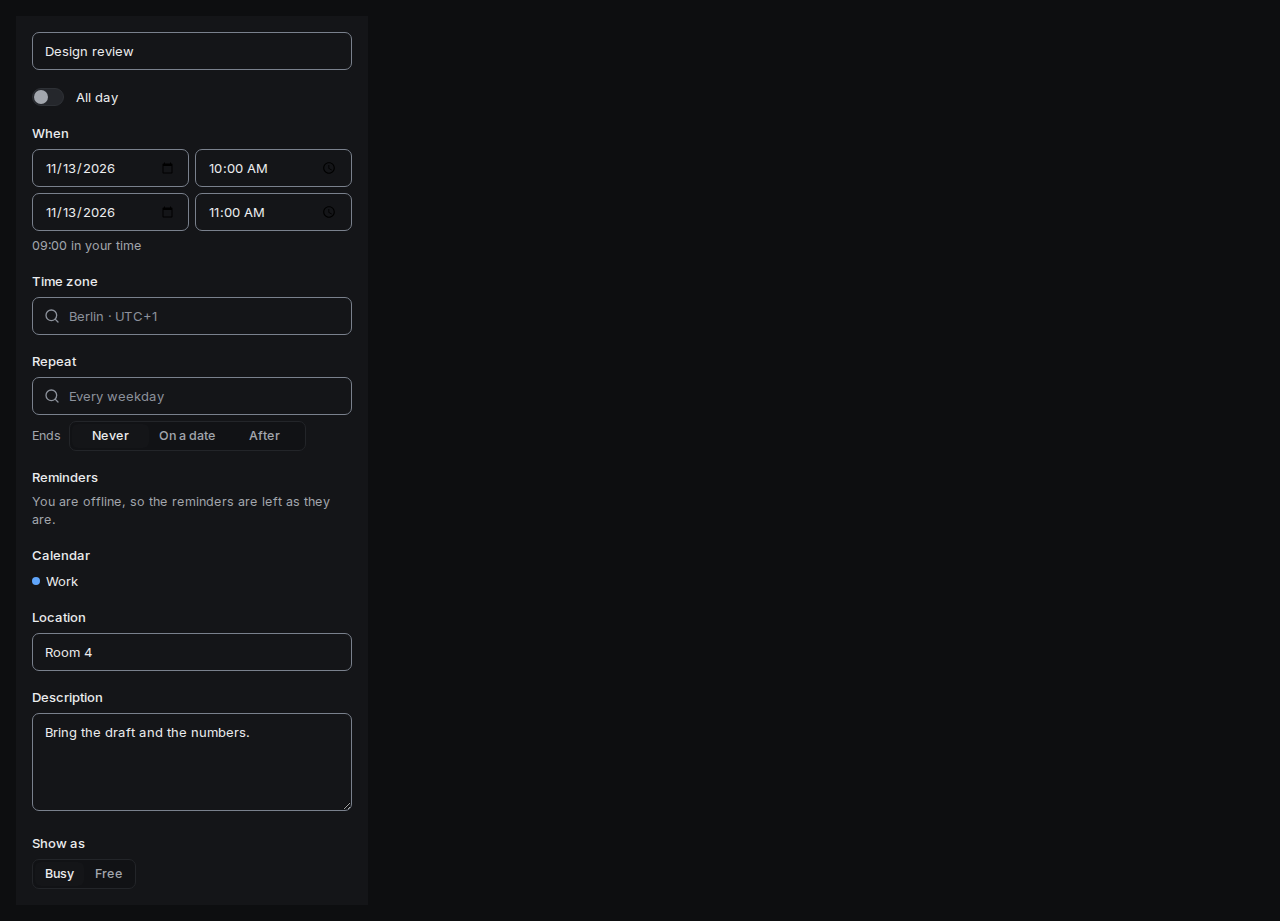 Design review
All day
When
11/13/2026 10:00 AM
11/13/2026 11:00 AM
09:00 in your time
Time zone
Berlin · UTC+1
Repeat
Every weekday
Ends Never On a date After
Reminders
You are offline, so the reminders are left as they
are.
Calendar
Work
Location
Room 4
Description
Bring the draft and the numbers.
Show as
Busy Free